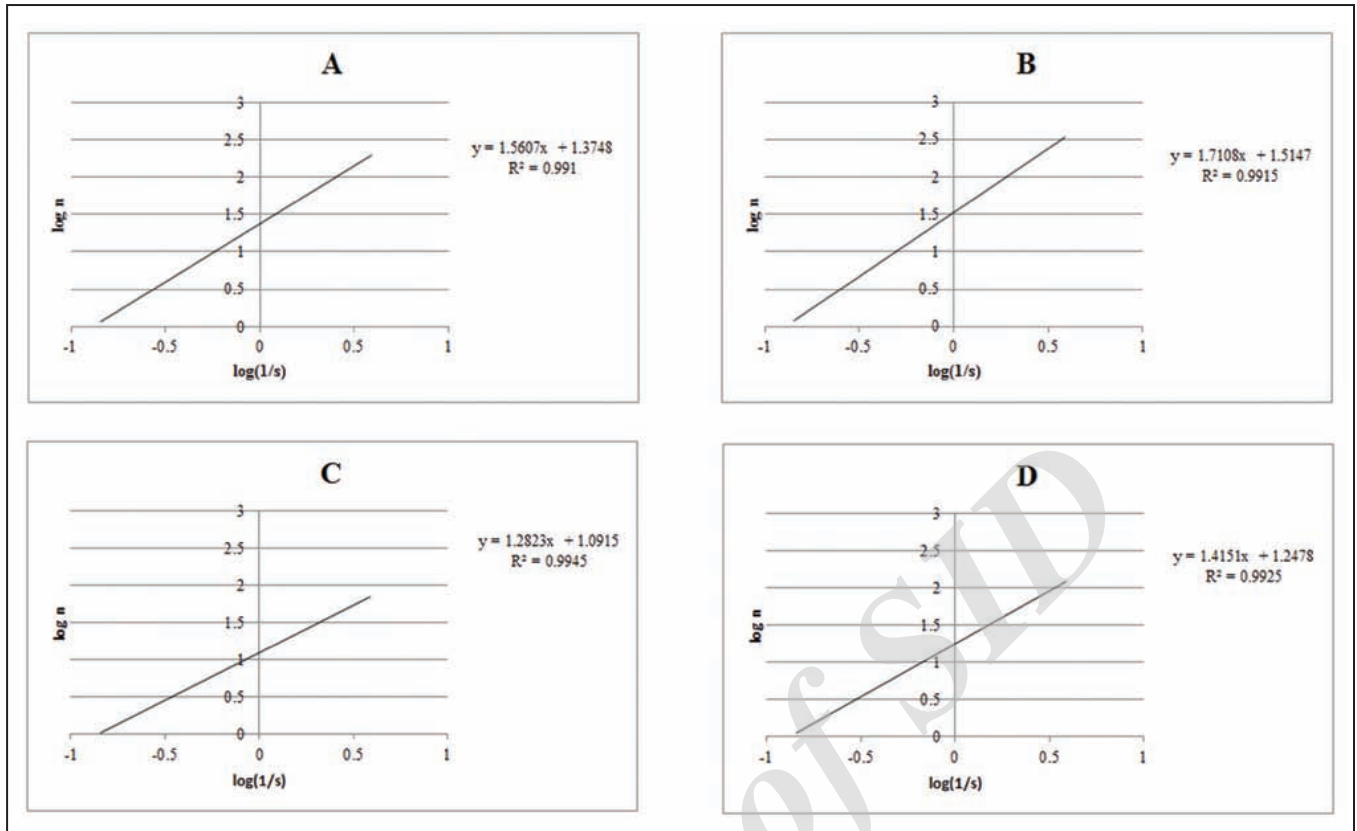 A
3
2.5
2
1.5
1
0.5
0
-1
-0.5
0
0.5
1
log n
log(1/s)
y = 1.5607x + 1.3748
R² = 0.991
B
3
2.5
2
1.5
1
0.5
0
-1
-0.5
0
0.5
1
log n
log(1/s)
y = 1.7108x + 1.5147
R² = 0.9915
C
3
2.5
2
1.5
1
0.5
0
-1
-0.5
0
0.5
1
log n
log(1/s)
y = 1.2823x + 1.0915
R² = 0.9945
D
3
2.5
2
1.5
1
0.5
0
-1
-0.5
0
0.5
1
log n
log(1/s)
y = 1.4151x + 1.2478
R² = 0.9925
of SID